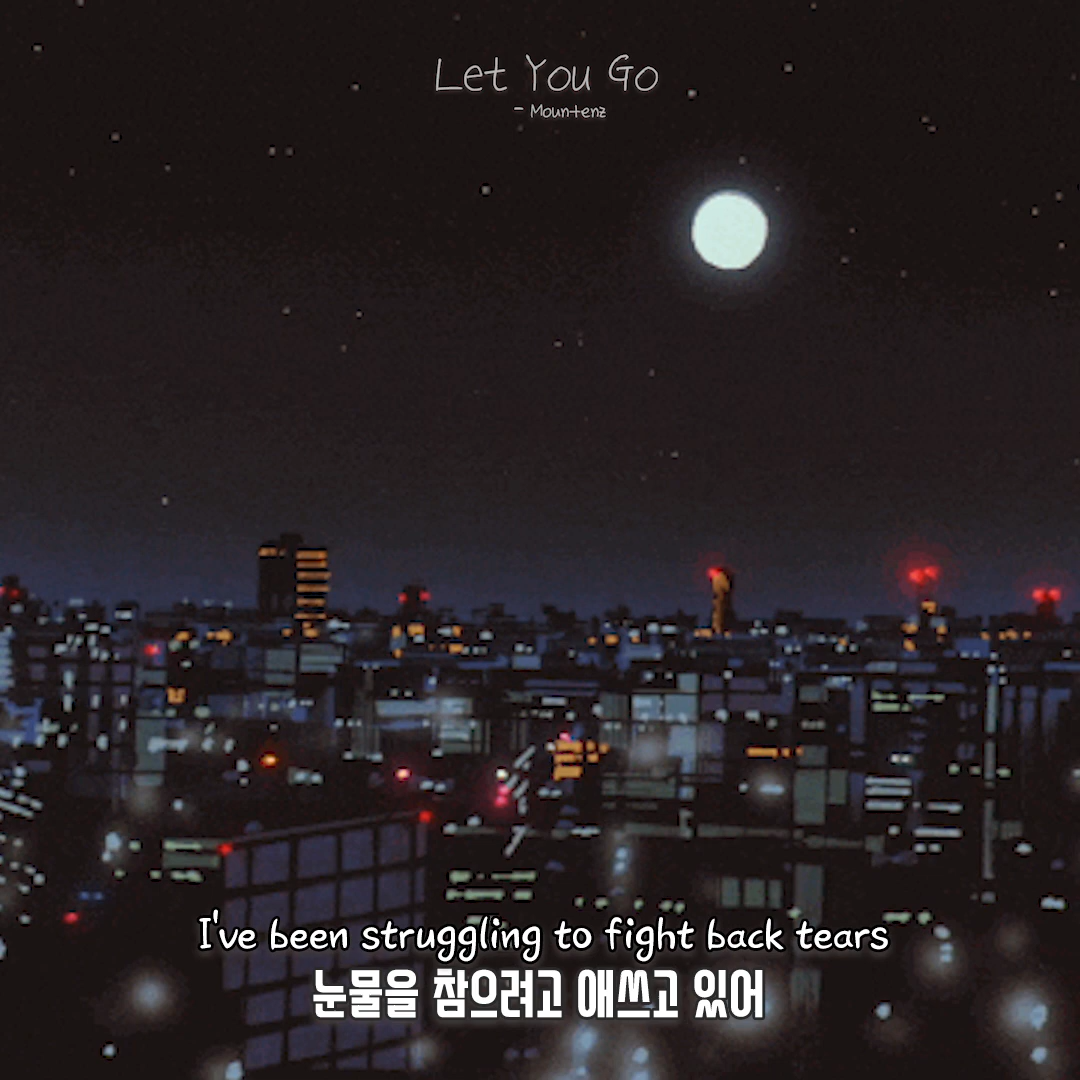 Let You Go
- Mountenz
I've been struggling to fight back tears
눈물을 참으려고 애쓰고 있어